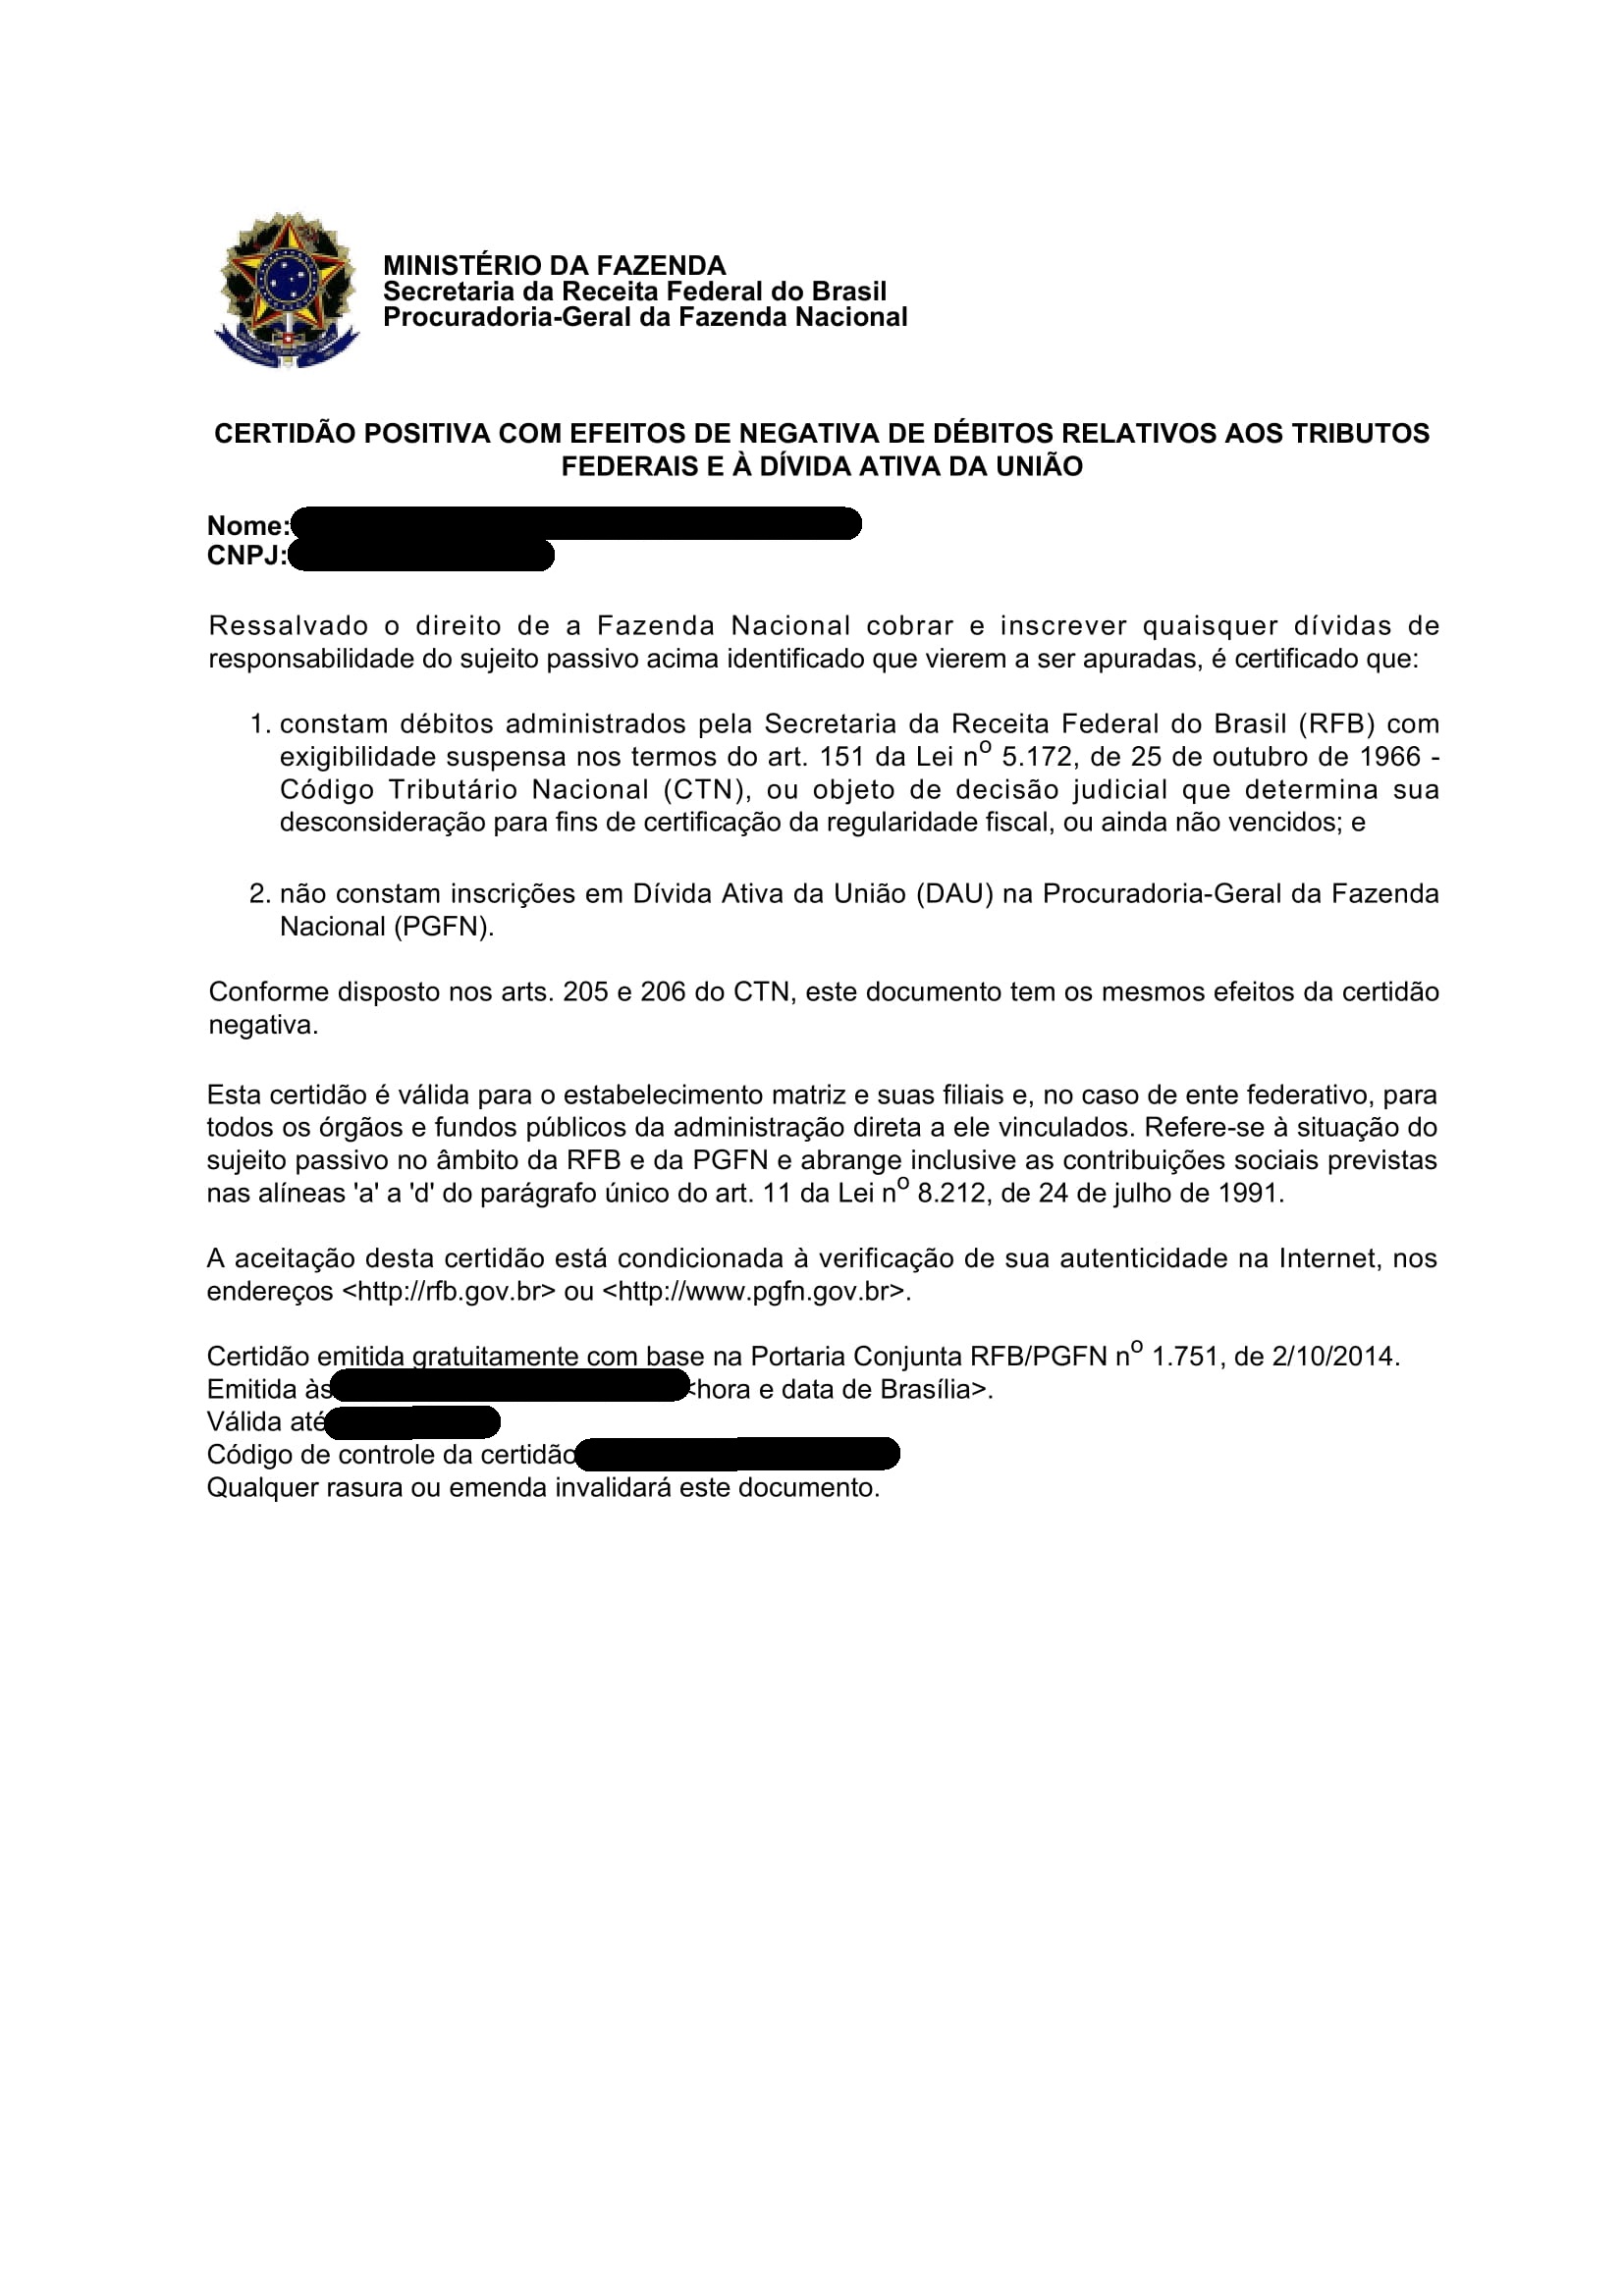 MINISTÉRIO DA FAZENDA
Secretaria da Receita Federal do Brasil
Procuradoria-Geral da Fazenda Nacional
CERTIDÃO POSITIVA COM EFEITOS DE NEGATIVA DE DÉBITOS RELATIVOS AOS TRIBUTOS
FEDERAIS E À DÍVIDA ATIVA DA UNIÃO
Nome:
CNPJ:
Ressalvado o direito de a Fazenda Nacional cobrar e inscrever quaisquer dívidas de
responsabilidade do sujeito passivo acima identificado que vierem a ser apuradas, é certificado que:
1. constam débitos administrados pela Secretaria da Receita Federal do Brasil (RFB) com
exigibilidade suspensa nos termos do art. 151 da Lei nº 5.172, de 25 de outubro de 1966 -
Código Tributário Nacional (CTN), ou objeto de decisão judicial que determina sua
desconsideração para fins de certificação da regularidade fiscal, ou ainda não vencidos; e
2. não constam inscrições em Dívida Ativa da União (DAU) na Procuradoria-Geral da Fazenda
Nacional (PGFN).
Conforme disposto nos arts. 205 e 206 do CTN, este documento tem os mesmos efeitos da certidão
negativa.
Esta certidão é válida para o estabelecimento matriz e suas filiais e, no caso de ente federativo, para
todos os órgãos e fundos públicos da administração direta a ele vinculados. Refere-se à situação do
sujeito passivo no âmbito da RFB e da PGFN e abrange inclusive as contribuições sociais previstas
nas alíneas 'a' a 'd' do parágrafo único do art. 11 da Lei nº 8.212, de 24 de julho de 1991.
A aceitação desta certidão está condicionada à verificação de sua autenticidade na Internet, nos
endereços <http://rfb.gov.br> ou <http://www.pgfn.gov.br>.
Certidão emitida gratuitamente com base na Portaria Conjunta RFB/PGFN nº 1.751, de 2/10/2014.
Emitida às <hora e data de Brasília>.
Válida até
Código de controle da certidão
Qualquer rasura ou emenda invalidará este documento.